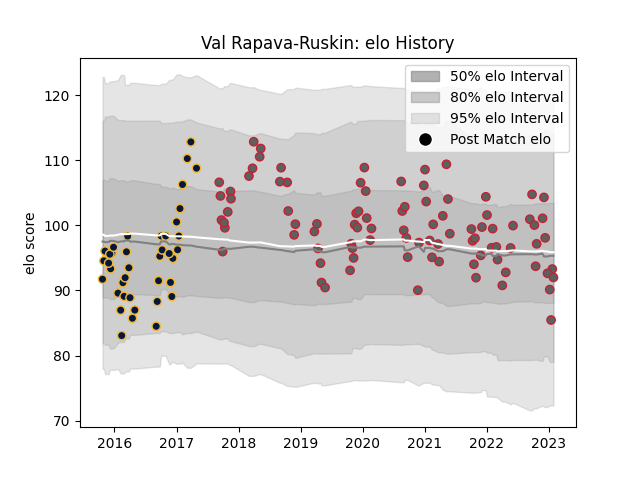 Val Rapava-Ruskin: elo History
50% elo Interval
80% elo Interval
95% elo Interval
Post Match elo
elo score
120
110
100
90
80
70
2016 2017 2018 2019 2020 2021 2022 2023